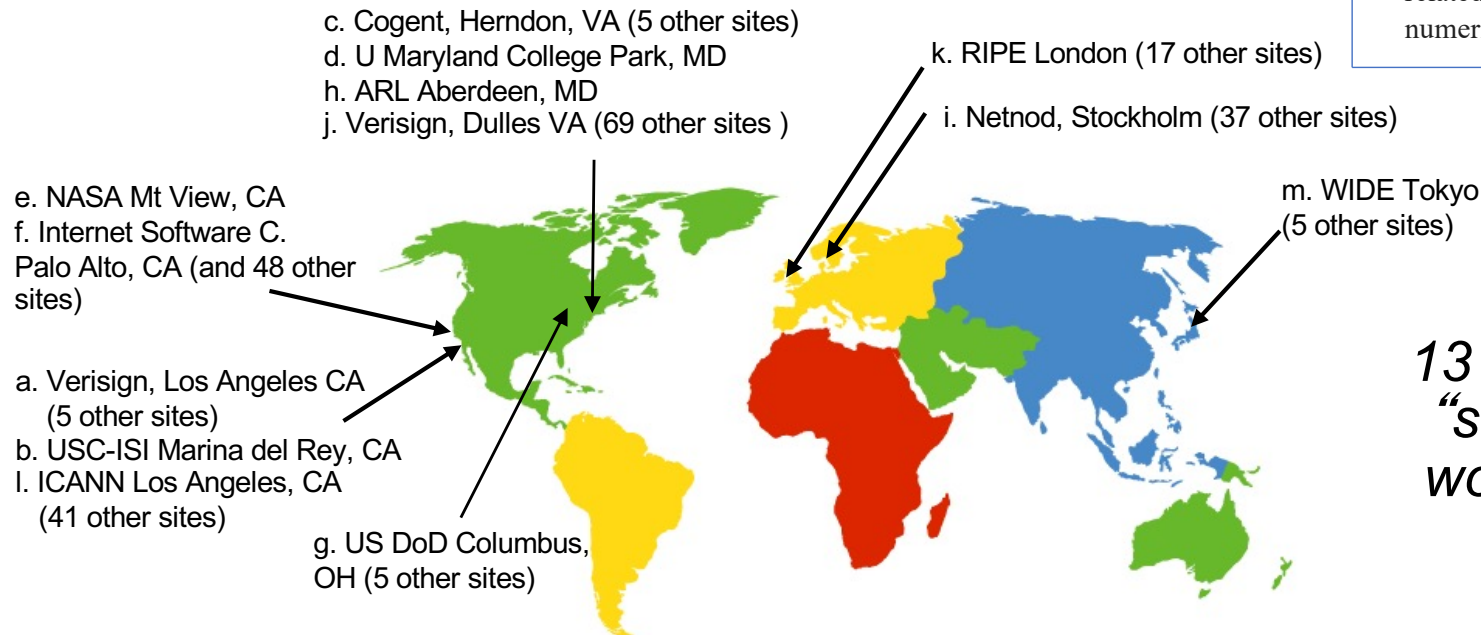 c. Cogent, Herndon, VA (5 other sites)
d. U Maryland College Park, MD
h. ARL Aberdeen, MD
j. Verisign, Dulles VA (69 other sites )
k. RIPE London (17 other sites)
i. Netnod, Stockholm (37 other sites)
m. WIDE Tokyo
(5 other sites)
e. NASA Mt View, CA
f. Internet Software C.
Palo Alto, CA (and 48 other
sites)
a. Verisign, Los Angeles CA
(5 other sites)
b. USC-ISI Marina del Rey, CA
l. ICANN Los Angeles, CA
(41 other sites)
g. US DoD Columbus,
OH (5 other sites)
13